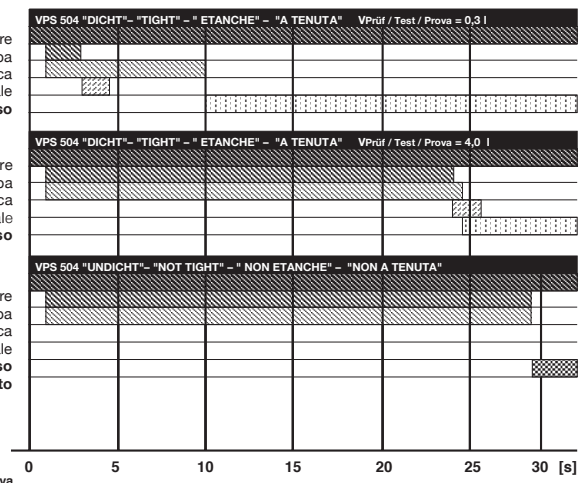 VPS 504 "DICHT"– "TIGHT" – " ETANCHE" – "A TENUTA" VPrüf / Test / Prova = 0,3 l
re
pa
ca
le
so
VPS 504 "DICHT"– "TIGHT" – " ETANCHE" – "A TENUTA" VPrüf / Test / Prova = 4,0 l
re
pa
ca
ale
so
VPS 504 "UNDICHT"– "NOT TIGHT" – " NON ETANCHE" – "NON A TENUTA"
re
pa
ca
ale
so
to
0 5 10 15 20 25 30 [s]
va